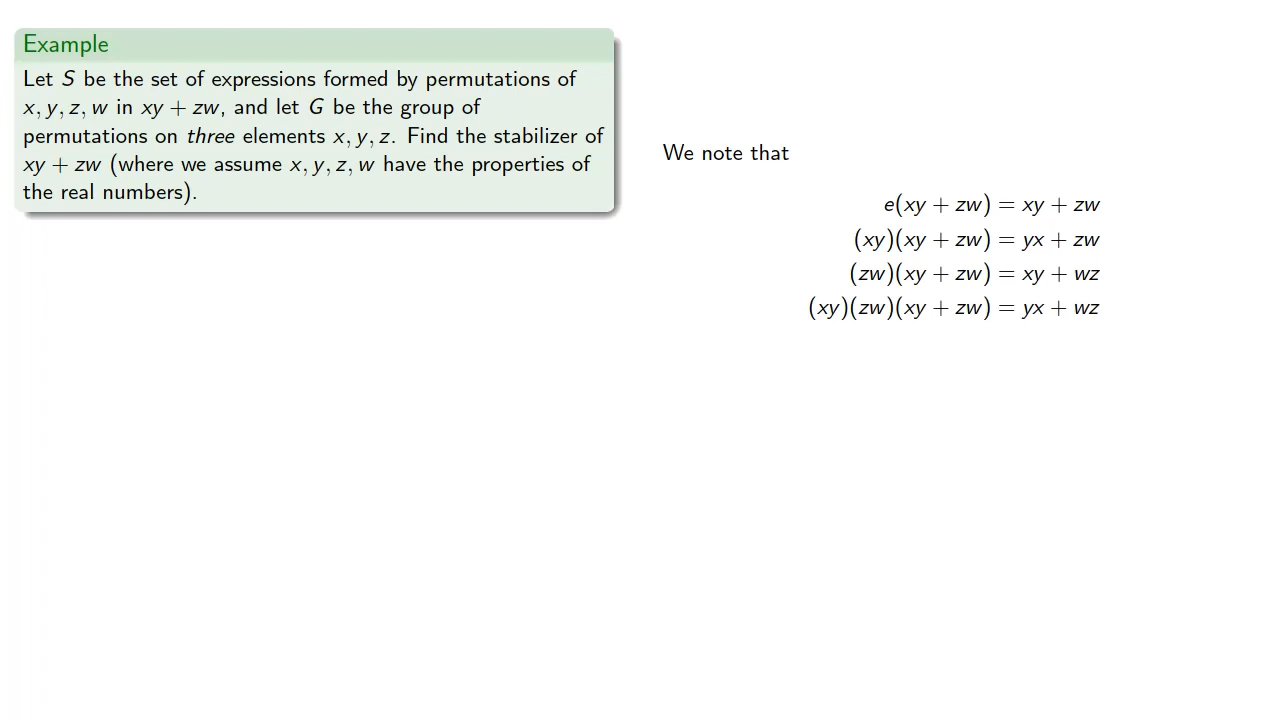 Example
Let S be the set of expressions formed by permutations of
x, y, z, w in xy + zw, and let G be the group of
permutations on three elements x, y, z. Find the stabilizer of
xy + zw (where we assume x, y, z, w have the properties of
the real numbers).
We note that
e(xy + zw) = xy + zw
(xy)(xy + zw) = yx + zw
(zw)(xy + zw) = xy + wz
(xy)(zw)(xy + zw) = yx + wz